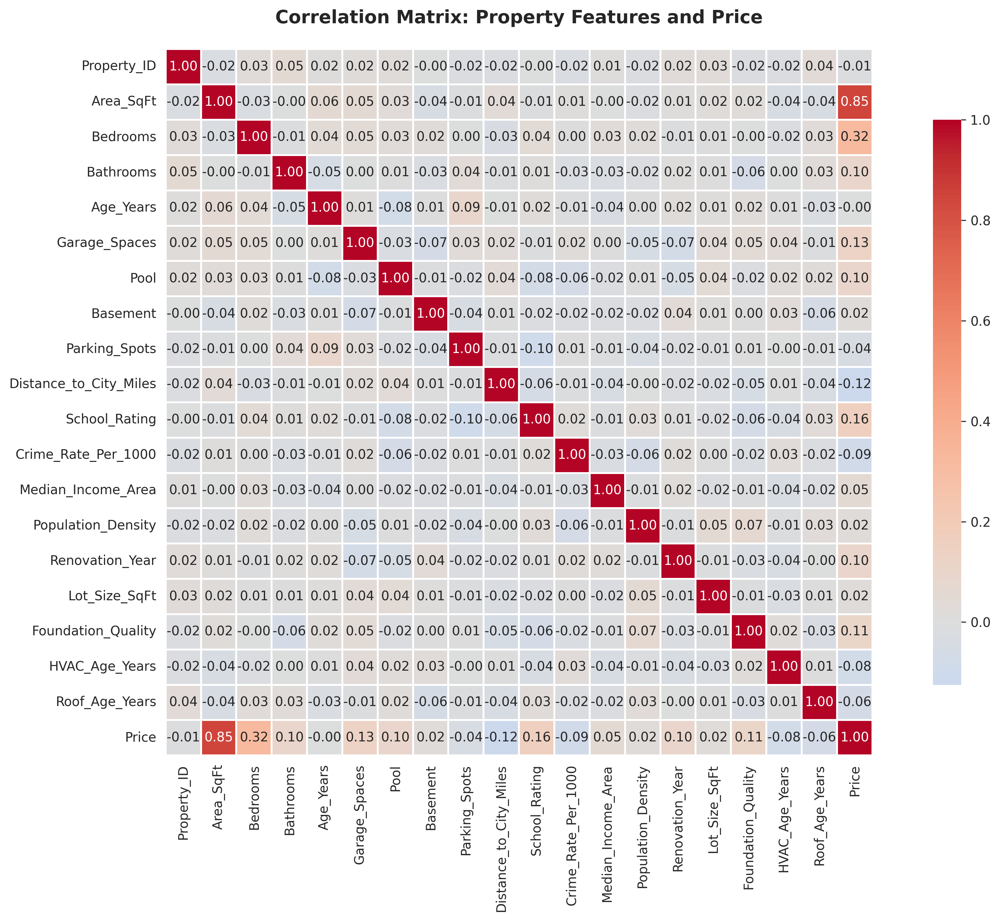 Correlation Matrix: Property Features and Price
Property_ID 1.00 -0.02 0.03 0.05 0.02 0.02 0.02 -0.00 -0.02 -0.02 -0.00 -0.02 0.01 -0.02 0.02 0.03 -0.02 -0.02 0.04 -0.01
Area_SqFt -0.02 1.00 -0.03 -0.00 0.06 0.05 0.03 -0.04 -0.01 0.04 -0.01 0.01 -0.00 -0.02 0.01 0.02 0.02 -0.04 -0.04 0.85
Bedrooms 0.03 -0.03 1.00 -0.01 0.04 0.05 0.03 0.02 0.00 -0.03 0.04 0.00 0.03 0.02 -0.01 0.01 -0.00 -0.02 0.03 0.32
Bathrooms 0.05 -0.00 -0.01 1.00 -0.05 0.00 0.01 -0.03 0.04 -0.01 0.01 -0.03 -0.03 -0.02 0.02 0.01 -0.06 0.00 0.03 0.10
Age_Years 0.02 0.06 0.04 -0.05 1.00 0.01 -0.08 0.01 0.09 -0.01 0.02 -0.01 -0.04 0.00 0.02 0.01 0.02 0.01 -0.03 -0.00
Garage_Spaces 0.02 0.05 0.05 0.00 0.01 1.00 -0.03 -0.07 0.03 0.02 -0.01 0.02 0.00 -0.05 -0.07 0.04 0.05 0.04 -0.01 0.13
Pool 0.02 0.03 0.03 0.01 -0.08 -0.03 1.00 -0.01 -0.02 0.04 -0.08 -0.06 -0.02 0.01 -0.05 0.04 -0.02 0.02 0.02 0.10
Basement -0.00 -0.04 0.02 -0.03 0.01 -0.07 -0.01 1.00 -0.04 0.01 -0.02 -0.02 -0.02 -0.02 0.04 0.01 0.00 0.03 -0.06 0.02
Parking_Spots -0.02 -0.01 0.00 0.04 0.09 0.03 -0.02 -0.04 1.00 -0.01 -0.10 0.01 -0.01 -0.04 -0.02 -0.01 0.01 -0.00 -0.01 -0.04
Distance_to_City_Miles -0.02 0.04 -0.03 -0.01 -0.01 0.02 0.04 0.01 -0.01 1.00 -0.06 -0.01 -0.04 -0.00 -0.02 -0.02 -0.05 0.01 -0.04 -0.12
School_Rating -0.00 -0.01 0.04 0.01 0.02 -0.01 -0.08 -0.02 -0.10 -0.06 1.00 0.02 -0.01 0.03 0.01 -0.02 -0.06 -0.04 0.03 0.16
Crime_Rate_Per_1000 -0.02 0.01 0.00 -0.03 -0.01 0.02 -0.06 -0.02 0.01 -0.01 0.02 1.00 -0.03 -0.06 0.02 0.00 -0.02 0.03 -0.02 -0.09
Median_Income_Area 0.01 -0.00 0.03 -0.03 -0.04 0.00 -0.02 -0.02 -0.01 -0.04 -0.01 -0.03 1.00 -0.01 0.02 -0.02 -0.01 -0.04 -0.02 0.05
Population_Density -0.02 -0.02 0.02 -0.02 0.00 -0.05 0.01 -0.02 -0.04 -0.00 0.03 -0.06 -0.01 1.00 -0.01 0.05 0.07 -0.01 0.03 0.02
Renovation_Year 0.02 0.01 -0.01 0.02 0.02 -0.07 -0.05 0.04 -0.02 -0.02 0.01 0.02 0.02 -0.01 1.00 -0.01 -0.03 -0.04 -0.00 0.10
Lot_Size_SqFt 0.03 0.02 0.01 0.01 0.01 0.04 0.04 0.01 -0.01 -0.02 -0.02 0.00 -0.02 0.05 -0.01 1.00 -0.01 -0.03 0.01 0.02
Foundation_Quality -0.02 0.02 -0.00 -0.06 0.02 0.05 -0.02 0.00 0.01 -0.05 -0.06 -0.02 -0.01 0.07 -0.03 -0.01 1.00 0.02 -0.03 0.11
HVAC_Age_Years -0.02 -0.04 -0.02 0.00 0.01 0.04 0.02 0.03 -0.00 0.01 -0.04 0.03 -0.04 -0.01 -0.04 -0.03 0.02 1.00 0.01 -0.08
Roof_Age_Years 0.04 -0.04 0.03 0.03 -0.03 -0.01 0.02 -0.06 -0.01 -0.04 0.03 -0.02 -0.02 0.03 -0.00 0.01 -0.03 0.01 1.00 -0.06
Price -0.01 0.85 0.32 0.10 -0.00 0.13 0.10 0.02 -0.04 -0.12 0.16 -0.09 0.05 0.02 0.10 0.02 0.11 -0.08 -0.06 1.00
Property_ID
Area_SqFt
Bedrooms
Bathrooms
Age_Years
Garage_Spaces
Pool
Basement
Parking_Spots
Distance_to_City_Miles
School_Rating
Crime_Rate_Per_1000
Median_Income_Area
Population_Density
Renovation_Year
Lot_Size_SqFt
Foundation_Quality
HVAC_Age_Years
Roof_Age_Years
Price
1.0
0.8
0.6
0.4
0.2
0.0